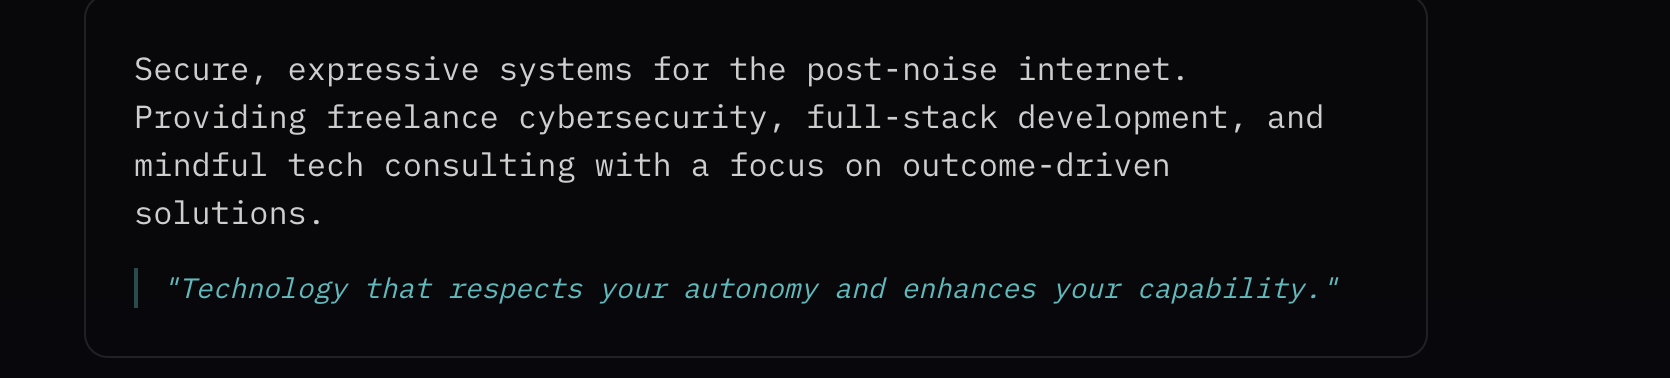 Secure, expressive systems for the post-noise internet.
Providing freelance cybersecurity, full-stack development, and
mindful tech consulting with a focus on outcome-driven
solutions.
"Technology that respects your autonomy and enhances your capability."